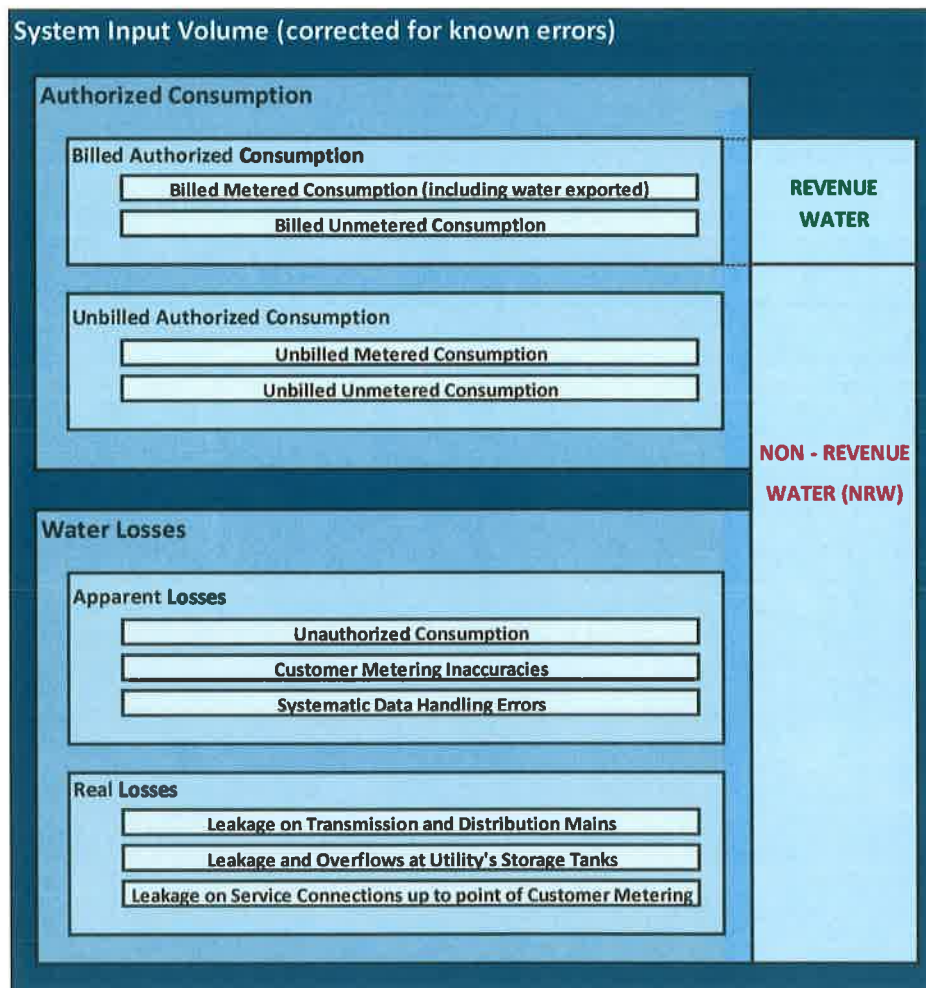 System Input Volume (corrected for known errors)
Authorized Consumption
Billed Authorized Consumption
Billed Metered Consumption (including water exported)
Billed Unmetered Consumption
REVENUE
WATER
Unbilled Authorized Consumption
Unbilled Metered Consumption
Unbilled Unmetered Consumption
NON - REVENUE
WATER (NRW)
Water Losses
Apparent Losses
Unauthorized Consumption
Customer Metering Inaccuracies
Systematic Data Handling Errors
Real Losses
Leakage on Transmission and Distribution Mains
Leakage and Overflows at Utility's Storage Tanks
Leakage on Service Connections up to point of Customer Metering